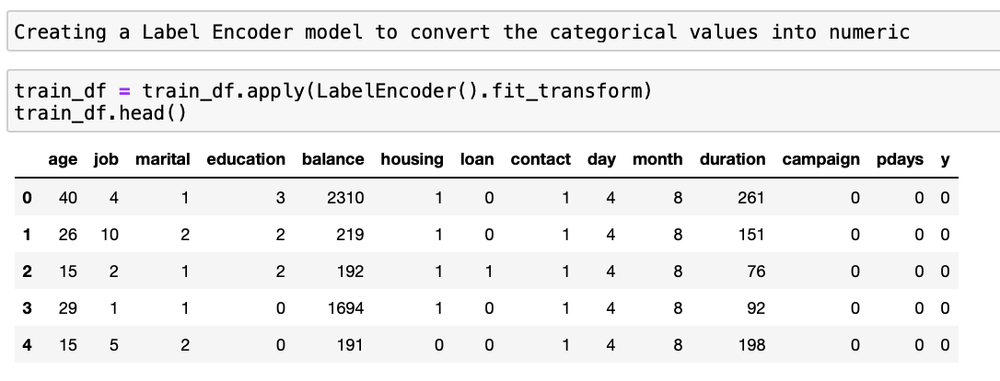 Creating a Label Encoder model to convert the categorical values into numeric
train_df = train_df.apply(LabelEncoder().fit_transform)
train_df.head()
age job marital education balance housing loan contact day month duration campaign pdays y
0 40 4 1 3 2310 1 0 1 4 8 261 0 0 0
1 26 10 2 2 219 1 0 1 4 8 151 0 0 0
2 15 2 1 2 192 1 1 1 4 8 76 0 0 0
3 29 1 1 0 1694 1 0 1 4 8 92 0 0 0
4 15 5 2 0 191 0 0 1 4 8 198 0 0 0